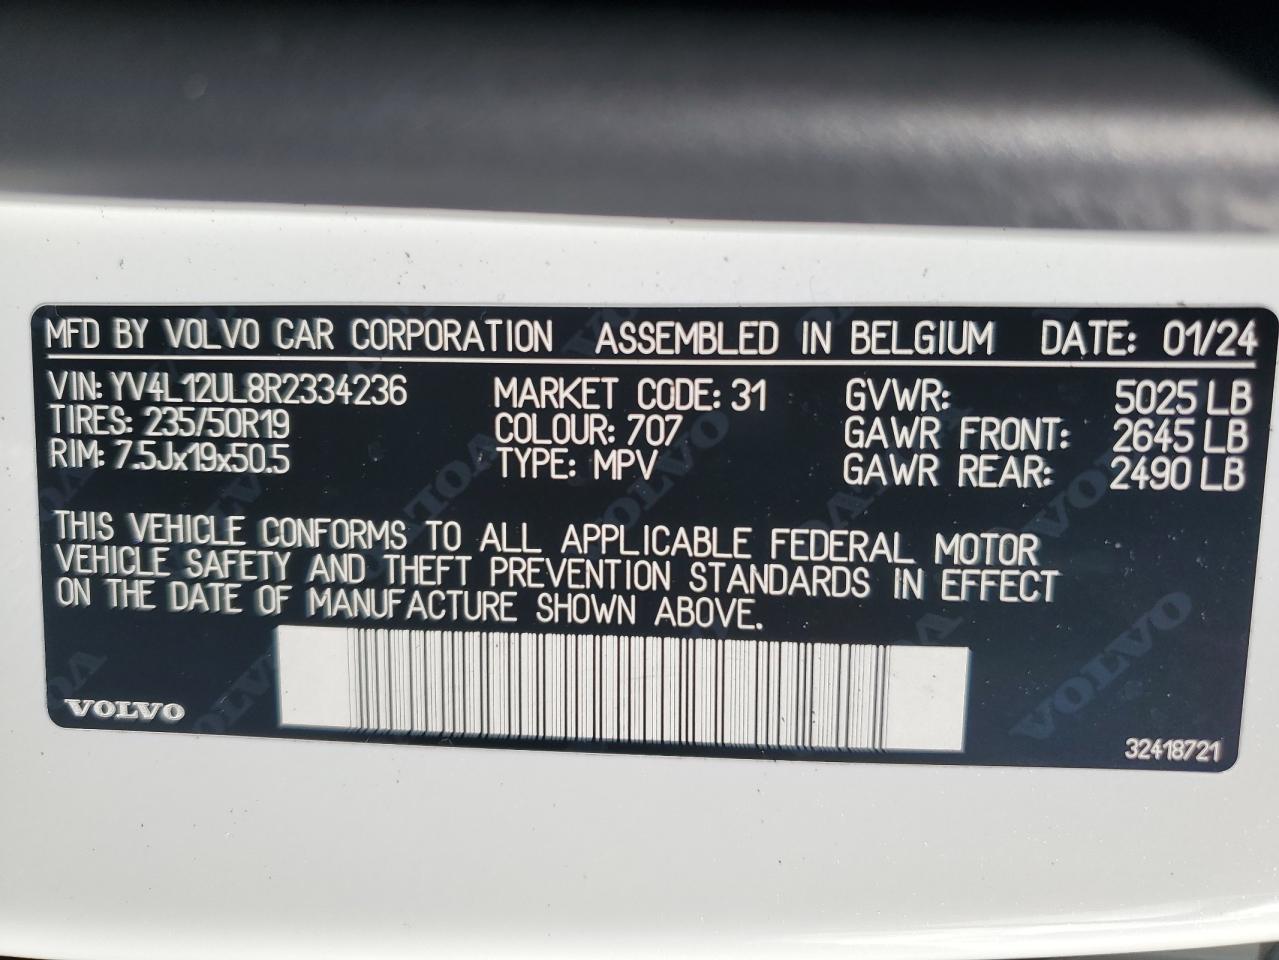 MFD BY VOLVO CAR CORPORATION ASSEMBLED IN BELGIUM DATE: 01/24
VIN: YV4L12UL8R2334236 MARKET CODE: 31 GVWR: 5025 LB
TIRES: 235/50R19 COLOUR: 707 GAWR FRONT: 2645 LB
RIM: 7.5Jx19x50.5 TYPE: MPV GAWR REAR: 2490 LB
THIS VEHICLE CONFORMS TO ALL APPLICABLE FEDERAL MOTOR
VEHICLE SAFETY AND THEFT PREVENTION STANDARDS IN EFFECT
ON THE DATE OF MANUFACTURE SHOWN ABOVE.
VOLVO
32418721